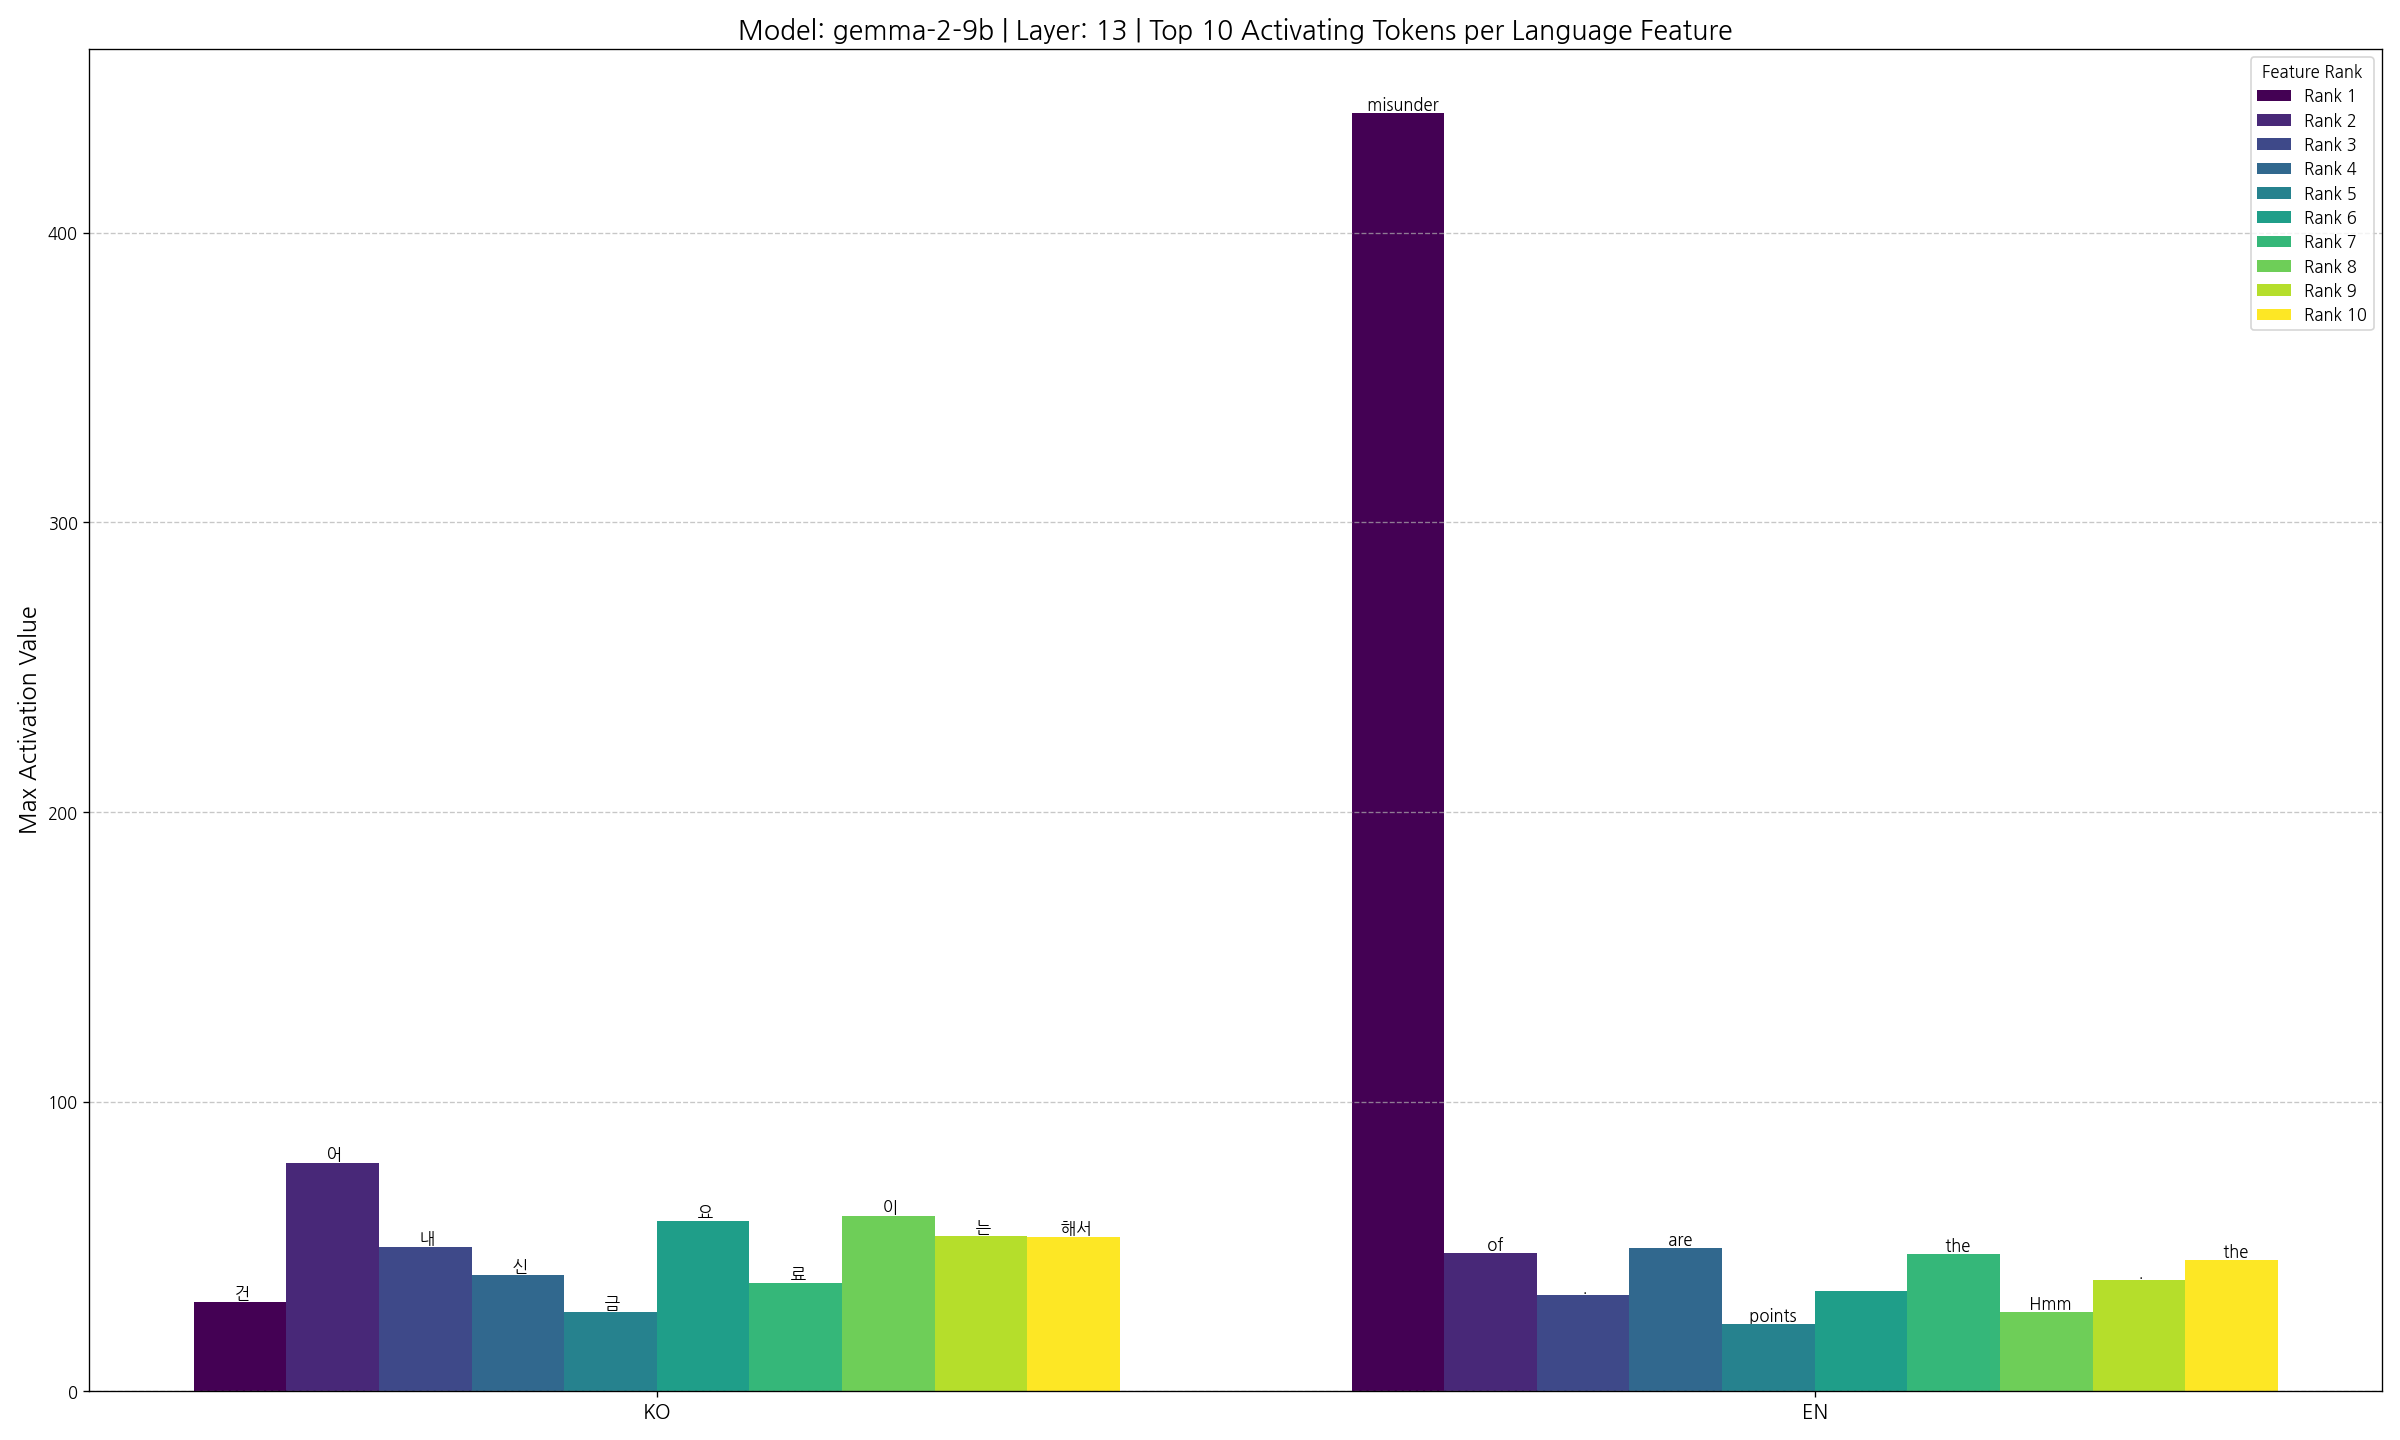 Model: gemma-2-9b | Layer: 13 | Top 10 Activating Tokens per Language Feature
Max Activation Value
400
300
200
100
0
Feature Rank
Rank 1
Rank 2
Rank 3
Rank 4
Rank 5
Rank 6
Rank 7
Rank 8
Rank 9
Rank 10
건
어
내
신
금
요
료
이
는
해서
misunder
of
.
are
points
the
Hmm
.
the
KO
EN